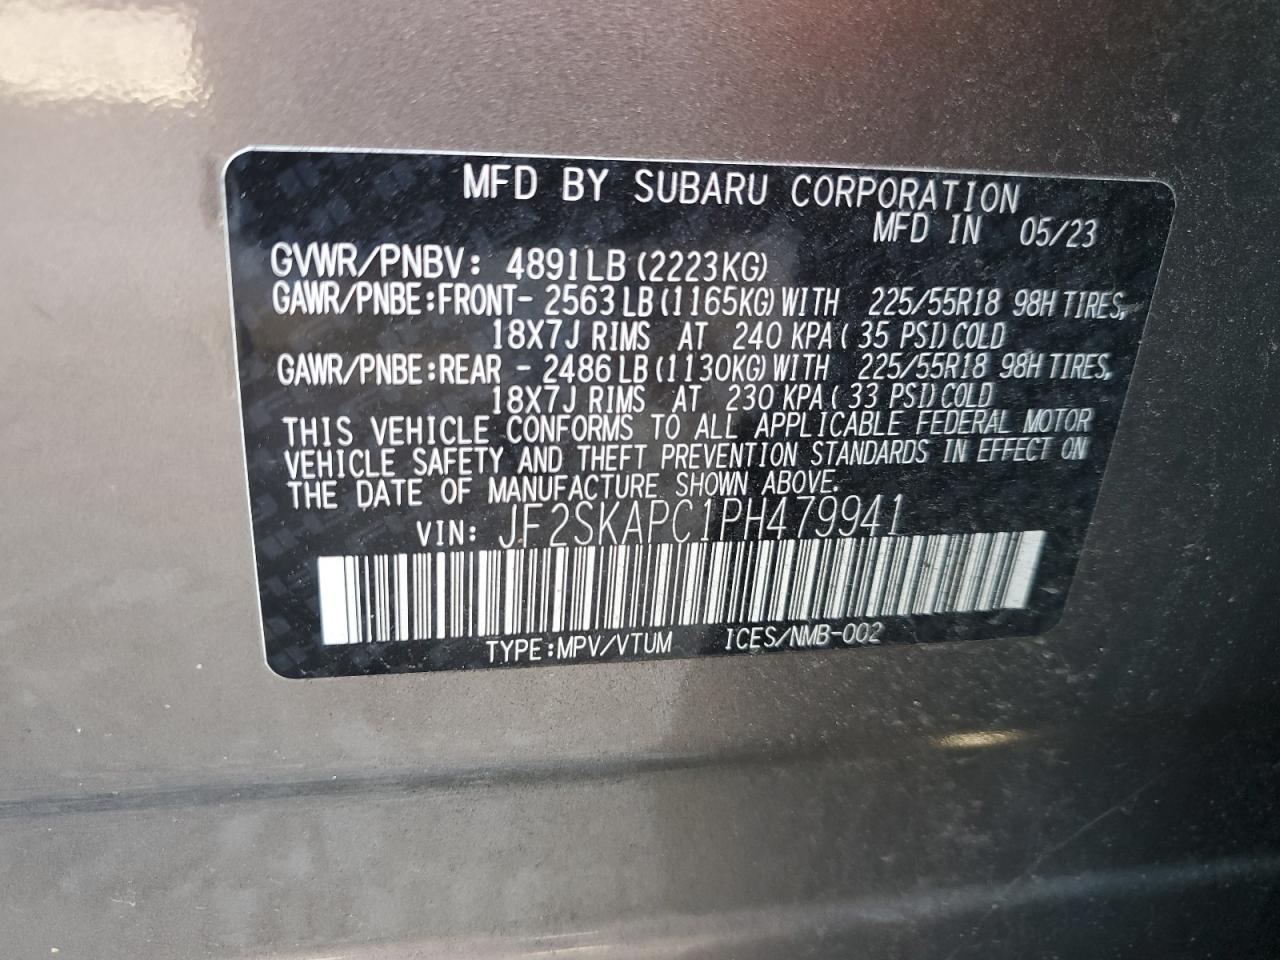 MFD BY SUBARU CORPORATION
MFD IN 05/23
GVWR/PNBV: 4891LB(2223KG)
GAWR/PNBE:FRONT- 2563LB(1165KG)WITH 225/55R18 98H TIRES,
18X7J RIMS AT 240 KPA( 35 PSI)COLD
GAWR/PNBE:REAR - 2486LB(1130KG)WITH 225/55R18 98H TIRES,
18X7J RIMS AT 230 KPA( 33 PSI)COLD
THIS VEHICLE CONFORMS TO ALL APPLICABLE FEDERAL MOTOR
VEHICLE SAFETY AND THEFT PREVENTION STANDARDS IN EFFECT ON
THE DATE OF MANUFACTURE SHOWN ABOVE.
VIN: JF2SKAPC1PH479941
TYPE:MPV/VTUM ICES/NMB-002